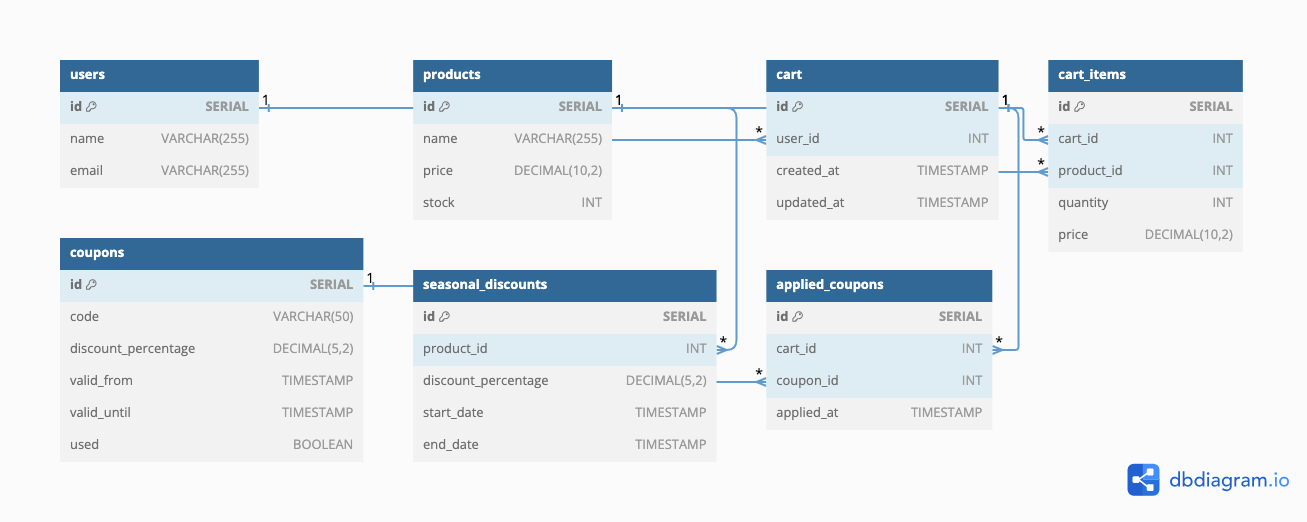 users
id SERIAL
name VARCHAR(255)
email VARCHAR(255)
1
products
id SERIAL
name VARCHAR(255)
price DECIMAL(10,2)
stock INT
1
cart
id SERIAL
user_id INT
created_at TIMESTAMP
updated_at TIMESTAMP
*
1
cart_items
id SERIAL
cart_id INT
product_id INT
quantity INT
price DECIMAL(10,2)
*
*
coupons
id SERIAL
code VARCHAR(50)
discount_percentage DECIMAL(5,2)
valid_from TIMESTAMP
valid_until TIMESTAMP
used BOOLEAN
1
seasonal_discounts
id SERIAL
product_id INT
discount_percentage DECIMAL(5,2)
start_date TIMESTAMP
end_date TIMESTAMP
*
*
applied_coupons
id SERIAL
cart_id INT
coupon_id INT
applied_at TIMESTAMP
*
dbdiagram.io